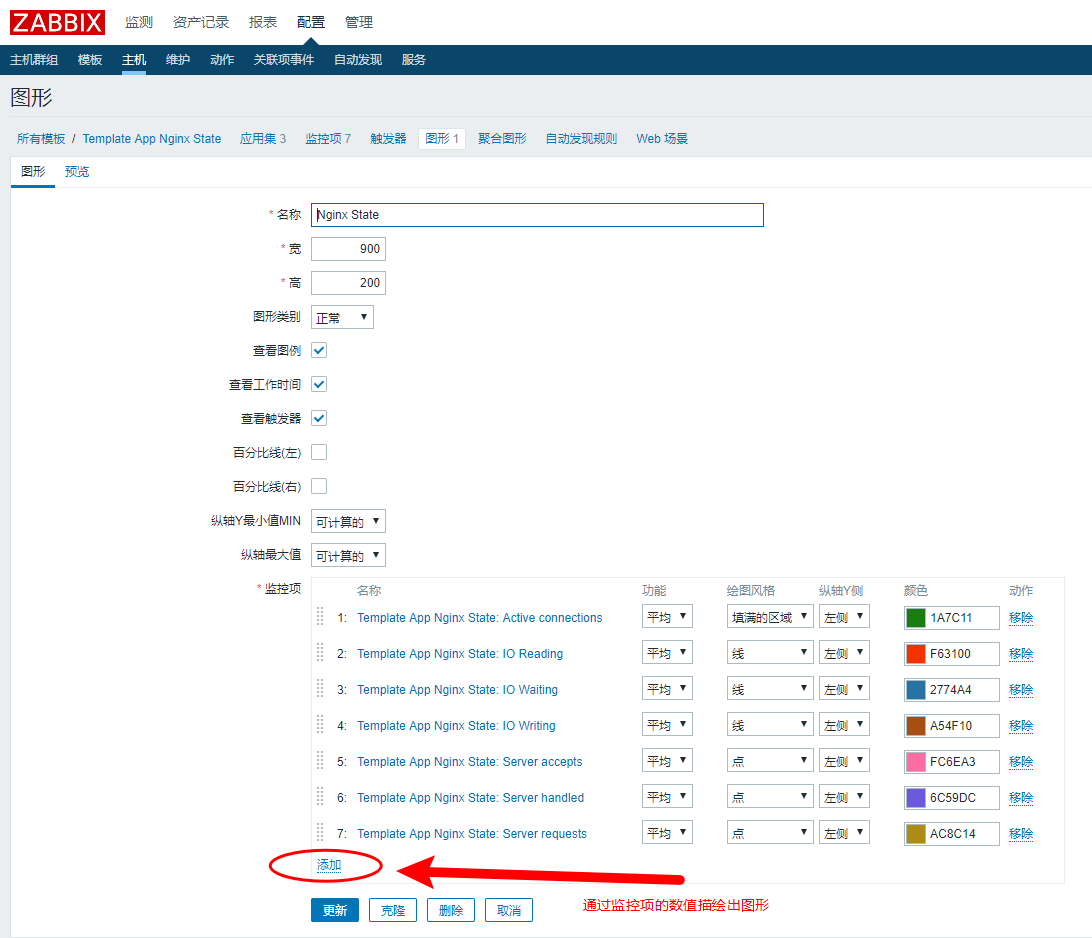 ZABBIX 监测 资产记录 报表 配置 管理
主机群组 模板 主机 维护 动作 关联项事件 自动发现 服务
图形
所有模板 / Template App Nginx State 应用集 3 监控项 7 触发器 图形 1 聚合图形 自动发现规则 Web 场景
图形 预览
* 名称 Nginx State
* 宽 900
* 高 200
图形类别 正常
查看图例
查看工作时间
查看触发器
百分比线(左)
百分比线(右)
纵轴Y最小值MIN 可计算的
纵轴最大值 可计算的
* 监控项 名称 功能 绘图风格 纵轴Y侧 颜色 动作
1: Template App Nginx State: Active connections 平均 填满的区域 左侧 1A7C11 移除
2: Template App Nginx State: IO Reading 平均 线 左侧 F63100 移除
3: Template App Nginx State: IO Waiting 平均 线 左侧 2774A4 移除
4: Template App Nginx State: IO Writing 平均 线 左侧 A54F10 移除
5: Template App Nginx State: Server accepts 平均 点 左侧 FC6EA3 移除
6: Template App Nginx State: Server handled 平均 点 左侧 6C59DC 移除
7: Template App Nginx State: Server requests 平均 点 左侧 AC8C14 移除
添加
更新 克隆 删除 取消 通过监控项的数值描绘出图形